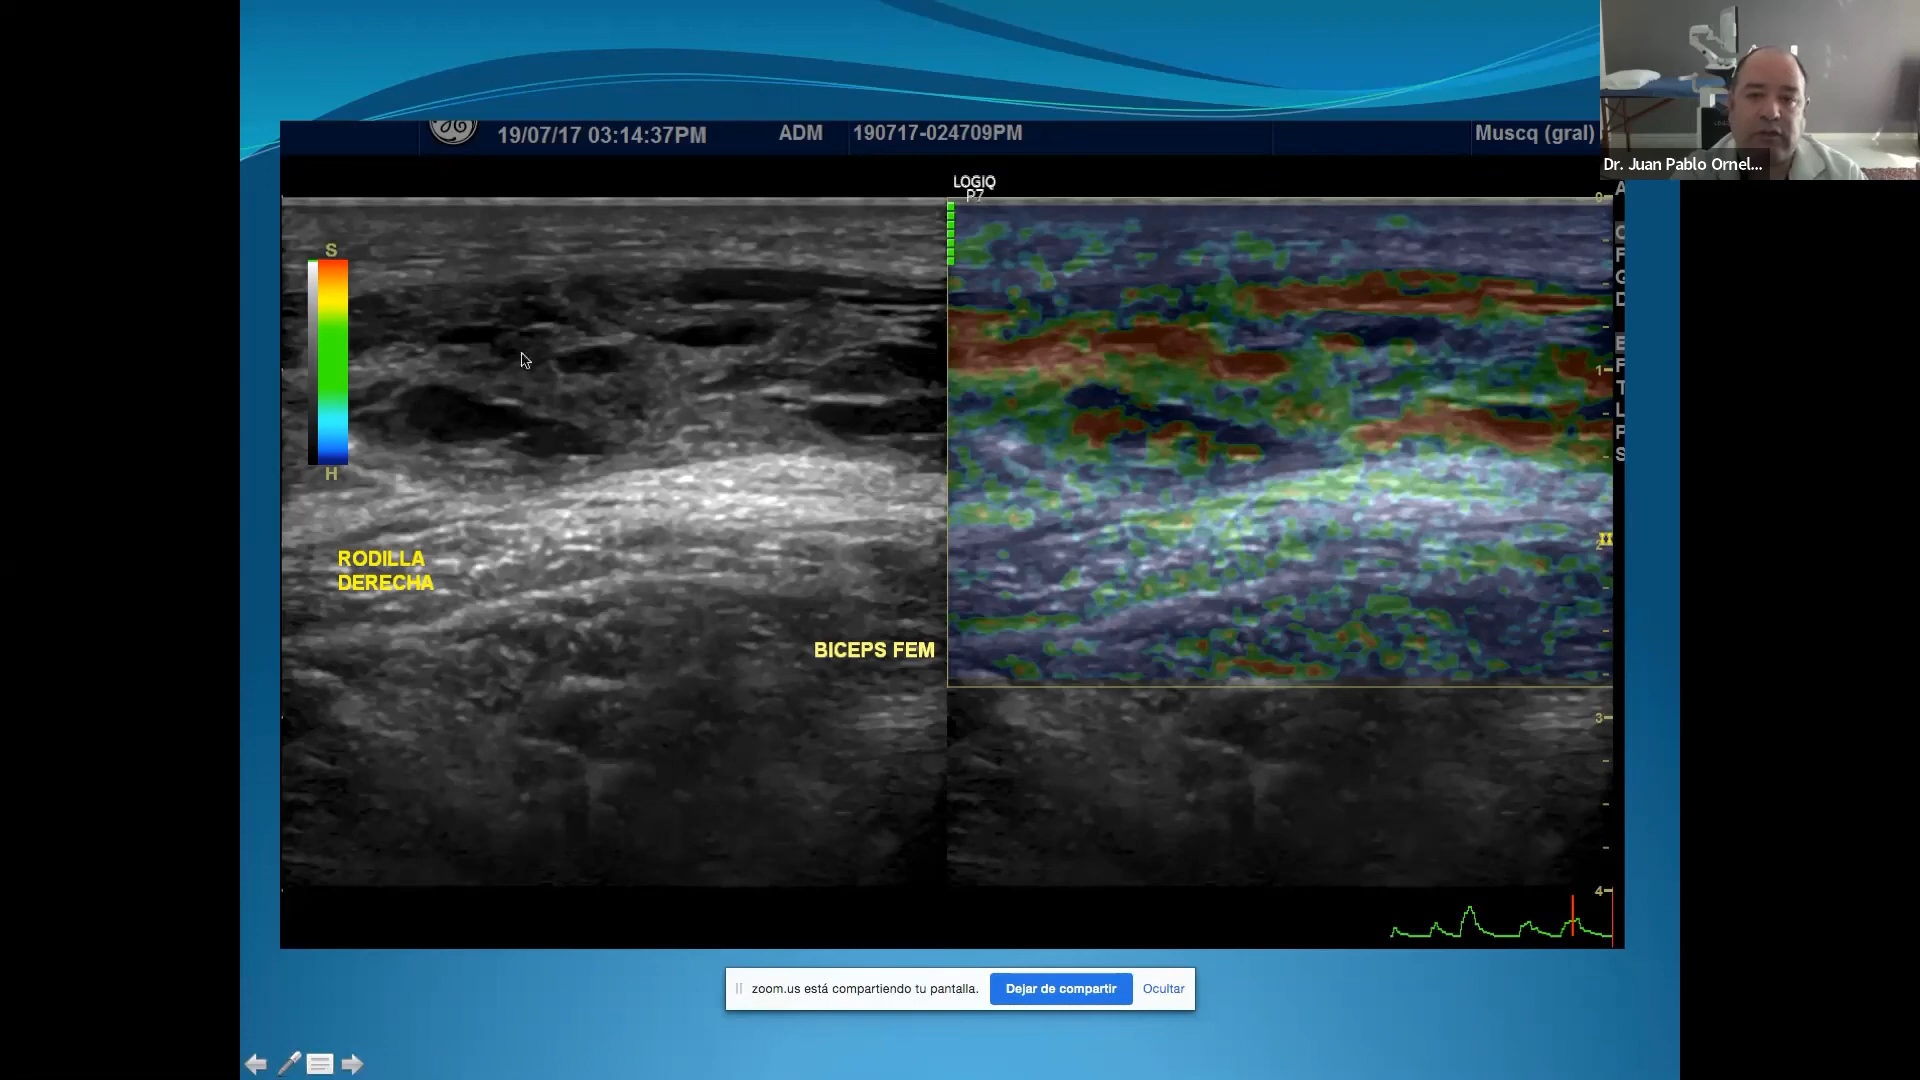 19/07/17 03:14:37PM ADM 190717-024709PM Muscq (gral)
Dr. Juan Pablo Ornel...
LOGIQ
P7
S
H
RODILLA
DERECHA
BICEPS FEM
0
1
2
3
4
A
C
F
G
D
E
F
T
L
P
S
zoom.us está compartiendo tu pantalla. Dejar de compartir Ocultar